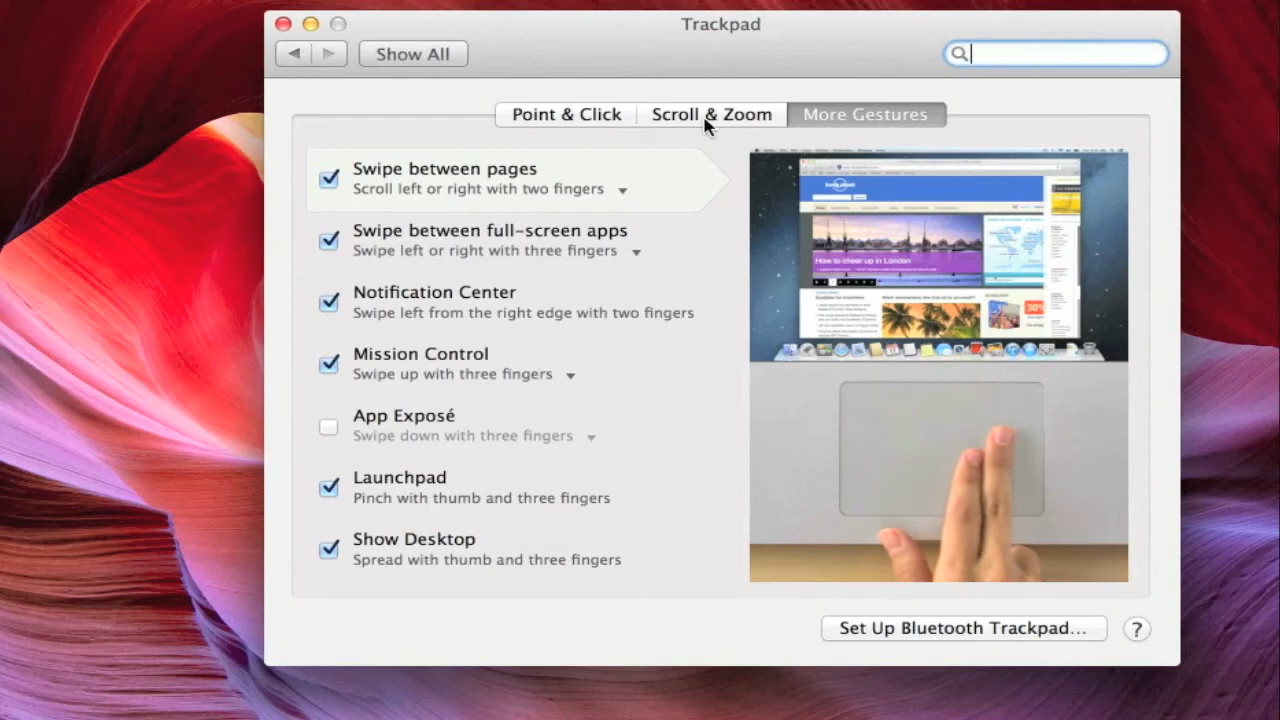 Trackpad
Show All
Point & Click
Scroll & Zoom
More Gestures
Swipe between pages
Scroll left or right with two fingers
Swipe between full-screen apps
Swipe left or right with three fingers
Notification Center
Swipe left from the right edge with two fingers
Mission Control
Swipe up with three fingers
App Exposé
Swipe down with three fingers
Launchpad
Pinch with thumb and three fingers
Show Desktop
Spread with thumb and three fingers
How to cheer up in London
30%
Set Up Bluetooth Trackpad...
?